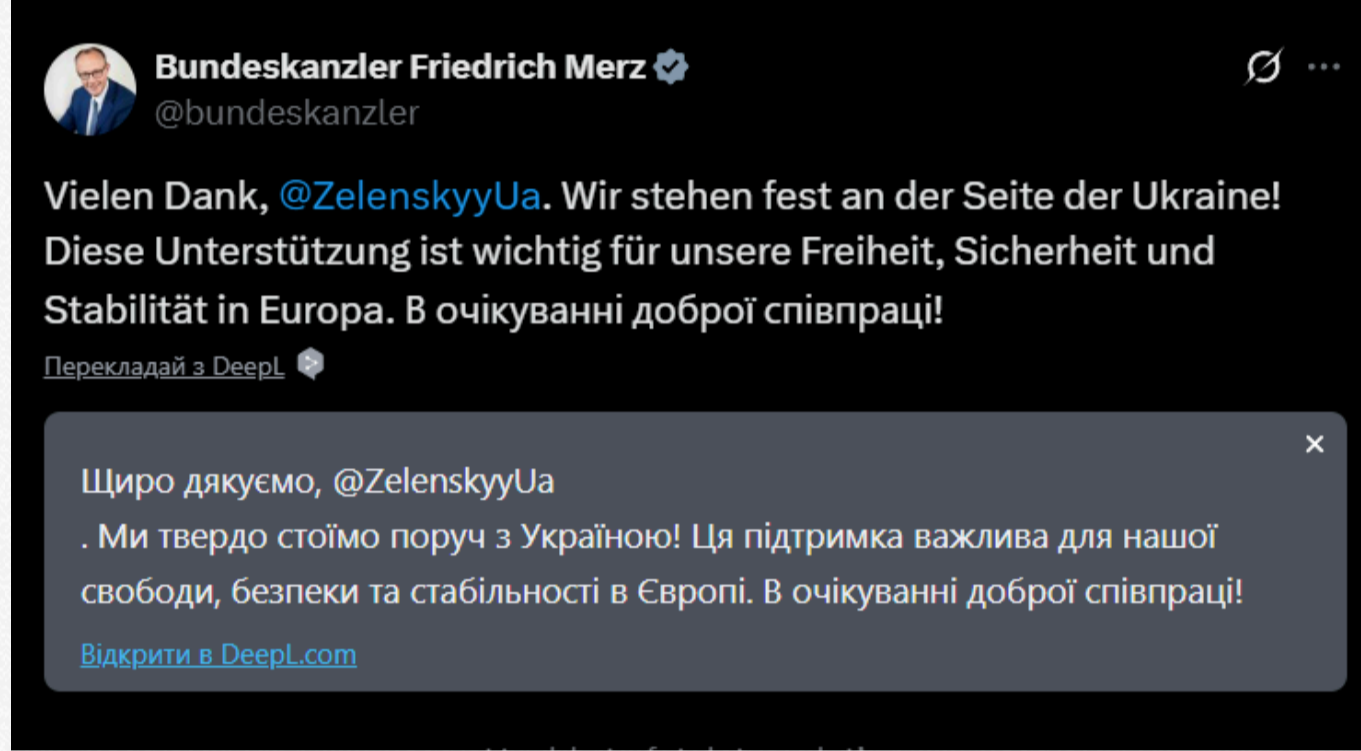 Bundeskanzler Friedrich Merz
@bundeskanzler
Vielen Dank, @ZelenskyyUa. Wir stehen fest an der Seite der Ukraine!
Diese Unterstützung ist wichtig für unsere Freiheit, Sicherheit und
Stabilität in Europa. В очікуванні доброї співпраці!
Перекладай з DeepL
Щиро дякуємо, @ZelenskyyUa
. Ми твердо стоїмо поруч з Україною! Ця підтримка важлива для нашої
свободи, безпеки та стабільності в Європі. В очікуванні доброї співпраці!
Відкрити в DeepL.com